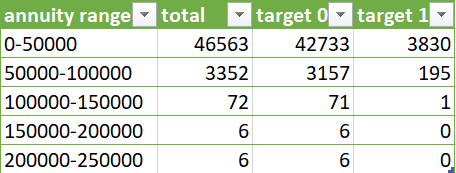 annuity range total target 0 target 1
0-50000 46563 42733 3830
50000-100000 3352 3157 195
100000-150000 72 71 1
150000-200000 6 6 0
200000-250000 6 6 0